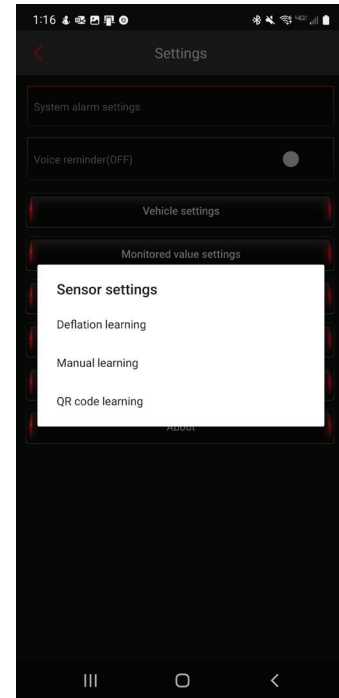 1:16
4G
Settings
System alarm settings
Voice reminder(OFF)
Vehicle settings
Monitored value settings
Sensor settings
Deflation learning
Manual learning
QR code learning
About